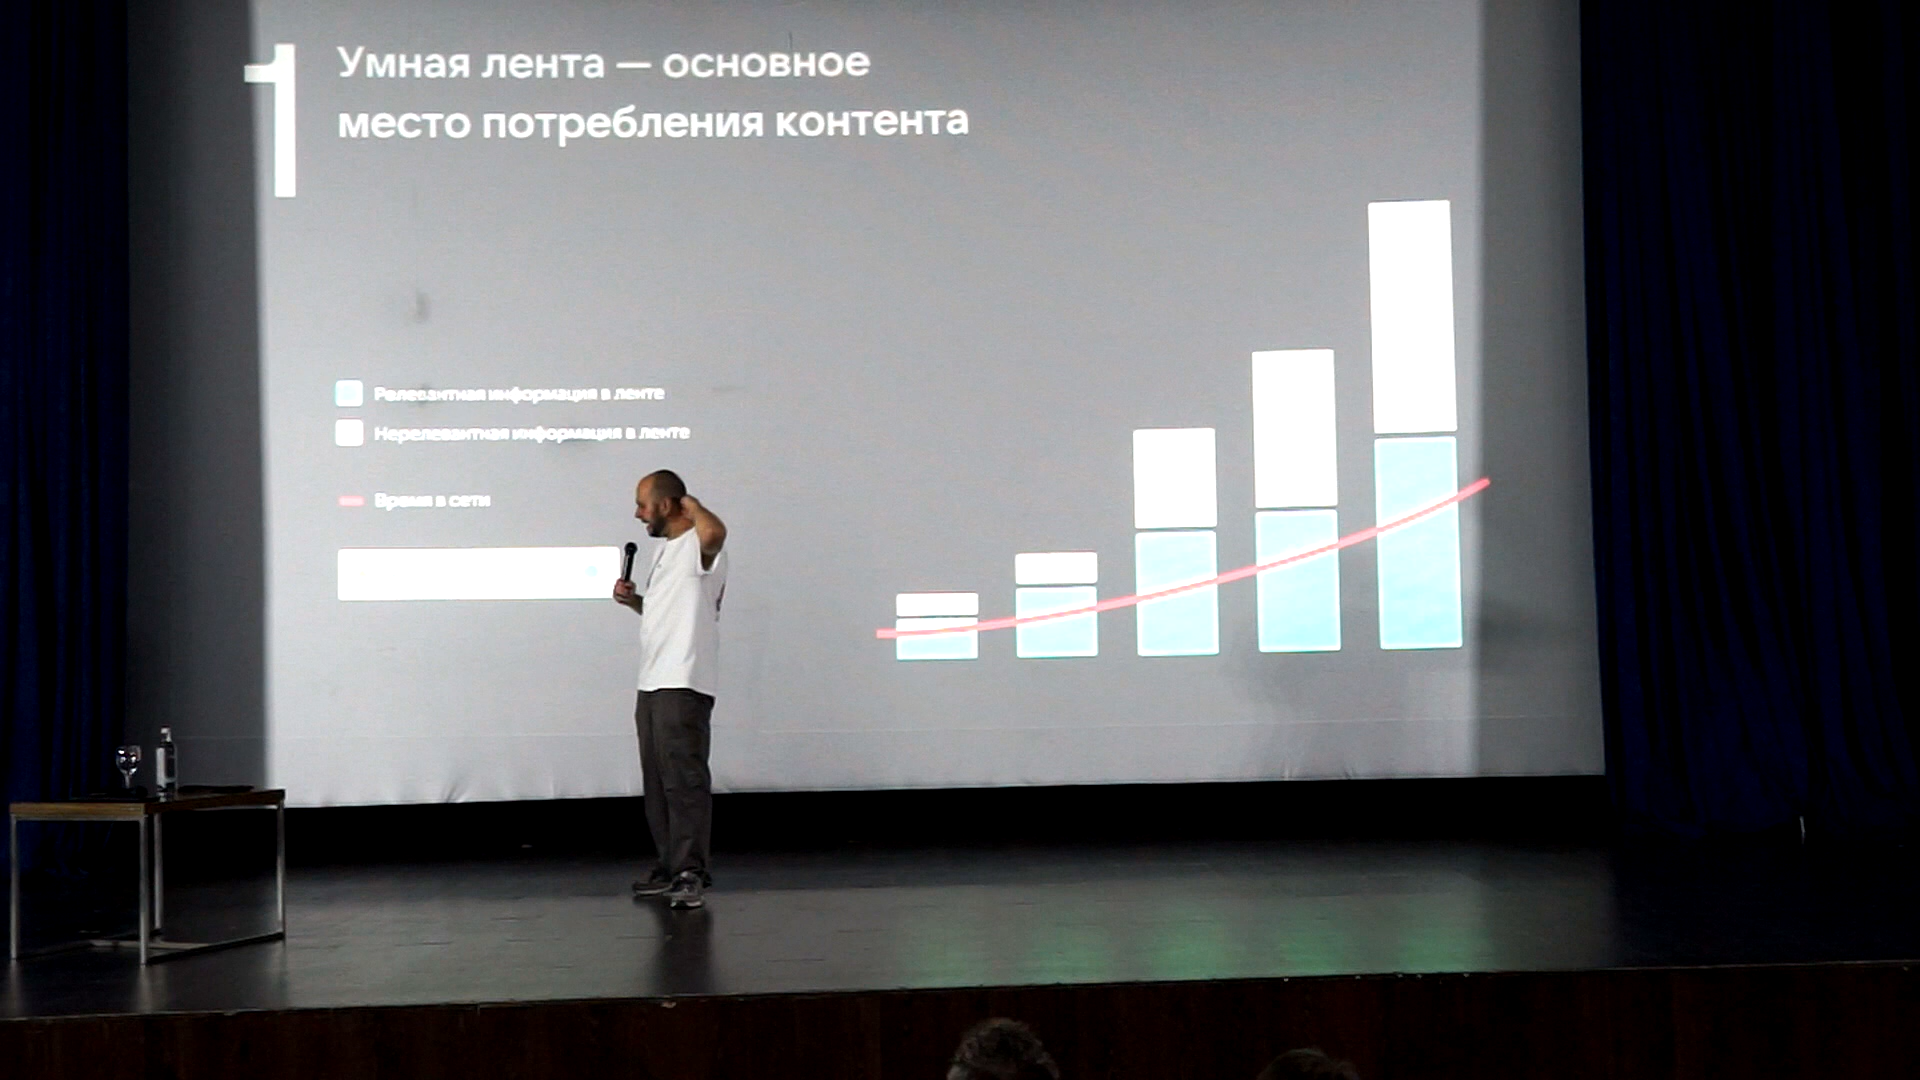 1
Умная лента — основное
место потребления контента
Релевантная информация в ленте
Нерелевантная информация в ленте
Время в сети